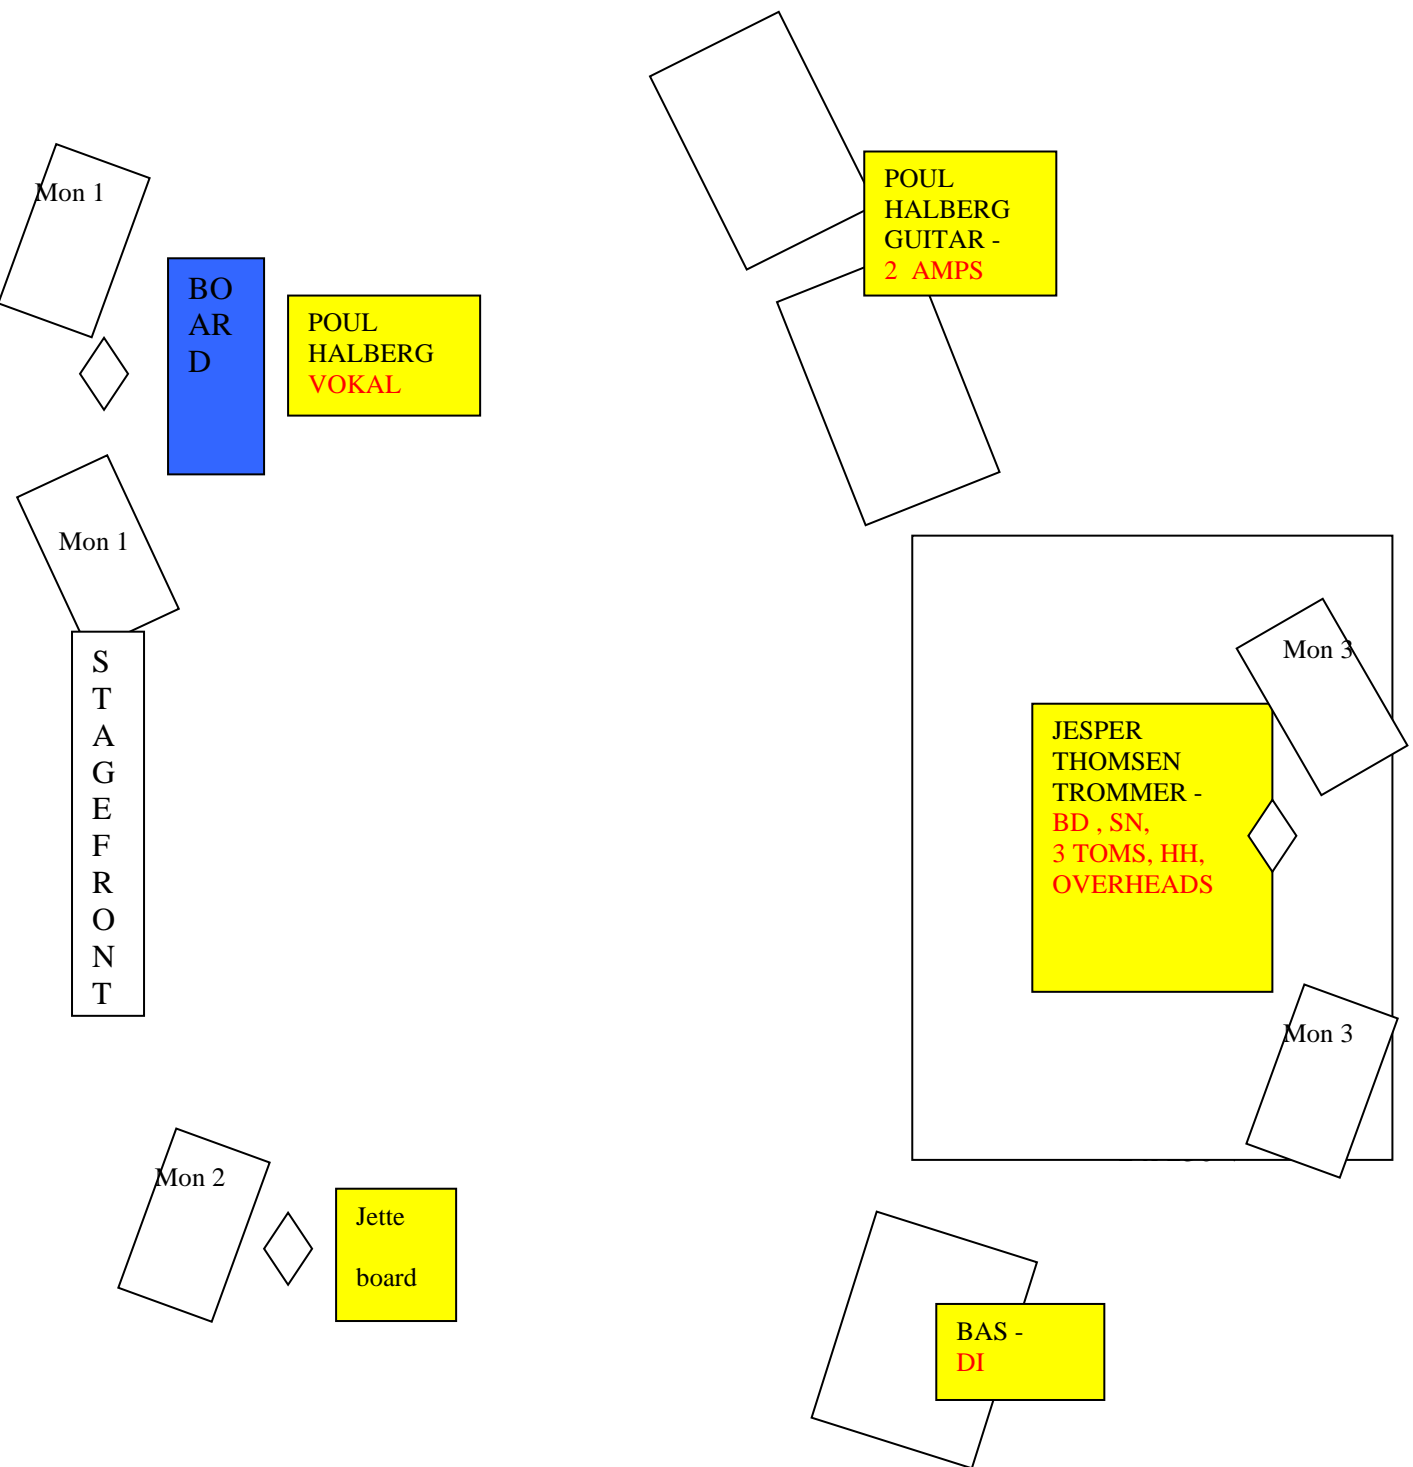 Mon 1
BO
AR
D
POUL
HALBERG
VOKAL
POUL
HALBERG
GUITAR -
2  AMPS
Mon 1
S
T
A
G
E
F
R
O
N
T
Mon 3
JESPER
THOMSEN
TROMMER -
BD , SN,
3 TOMS, HH,
OVERHEADS
Mon 3
Mon 2
Jette
board
BAS -
DI